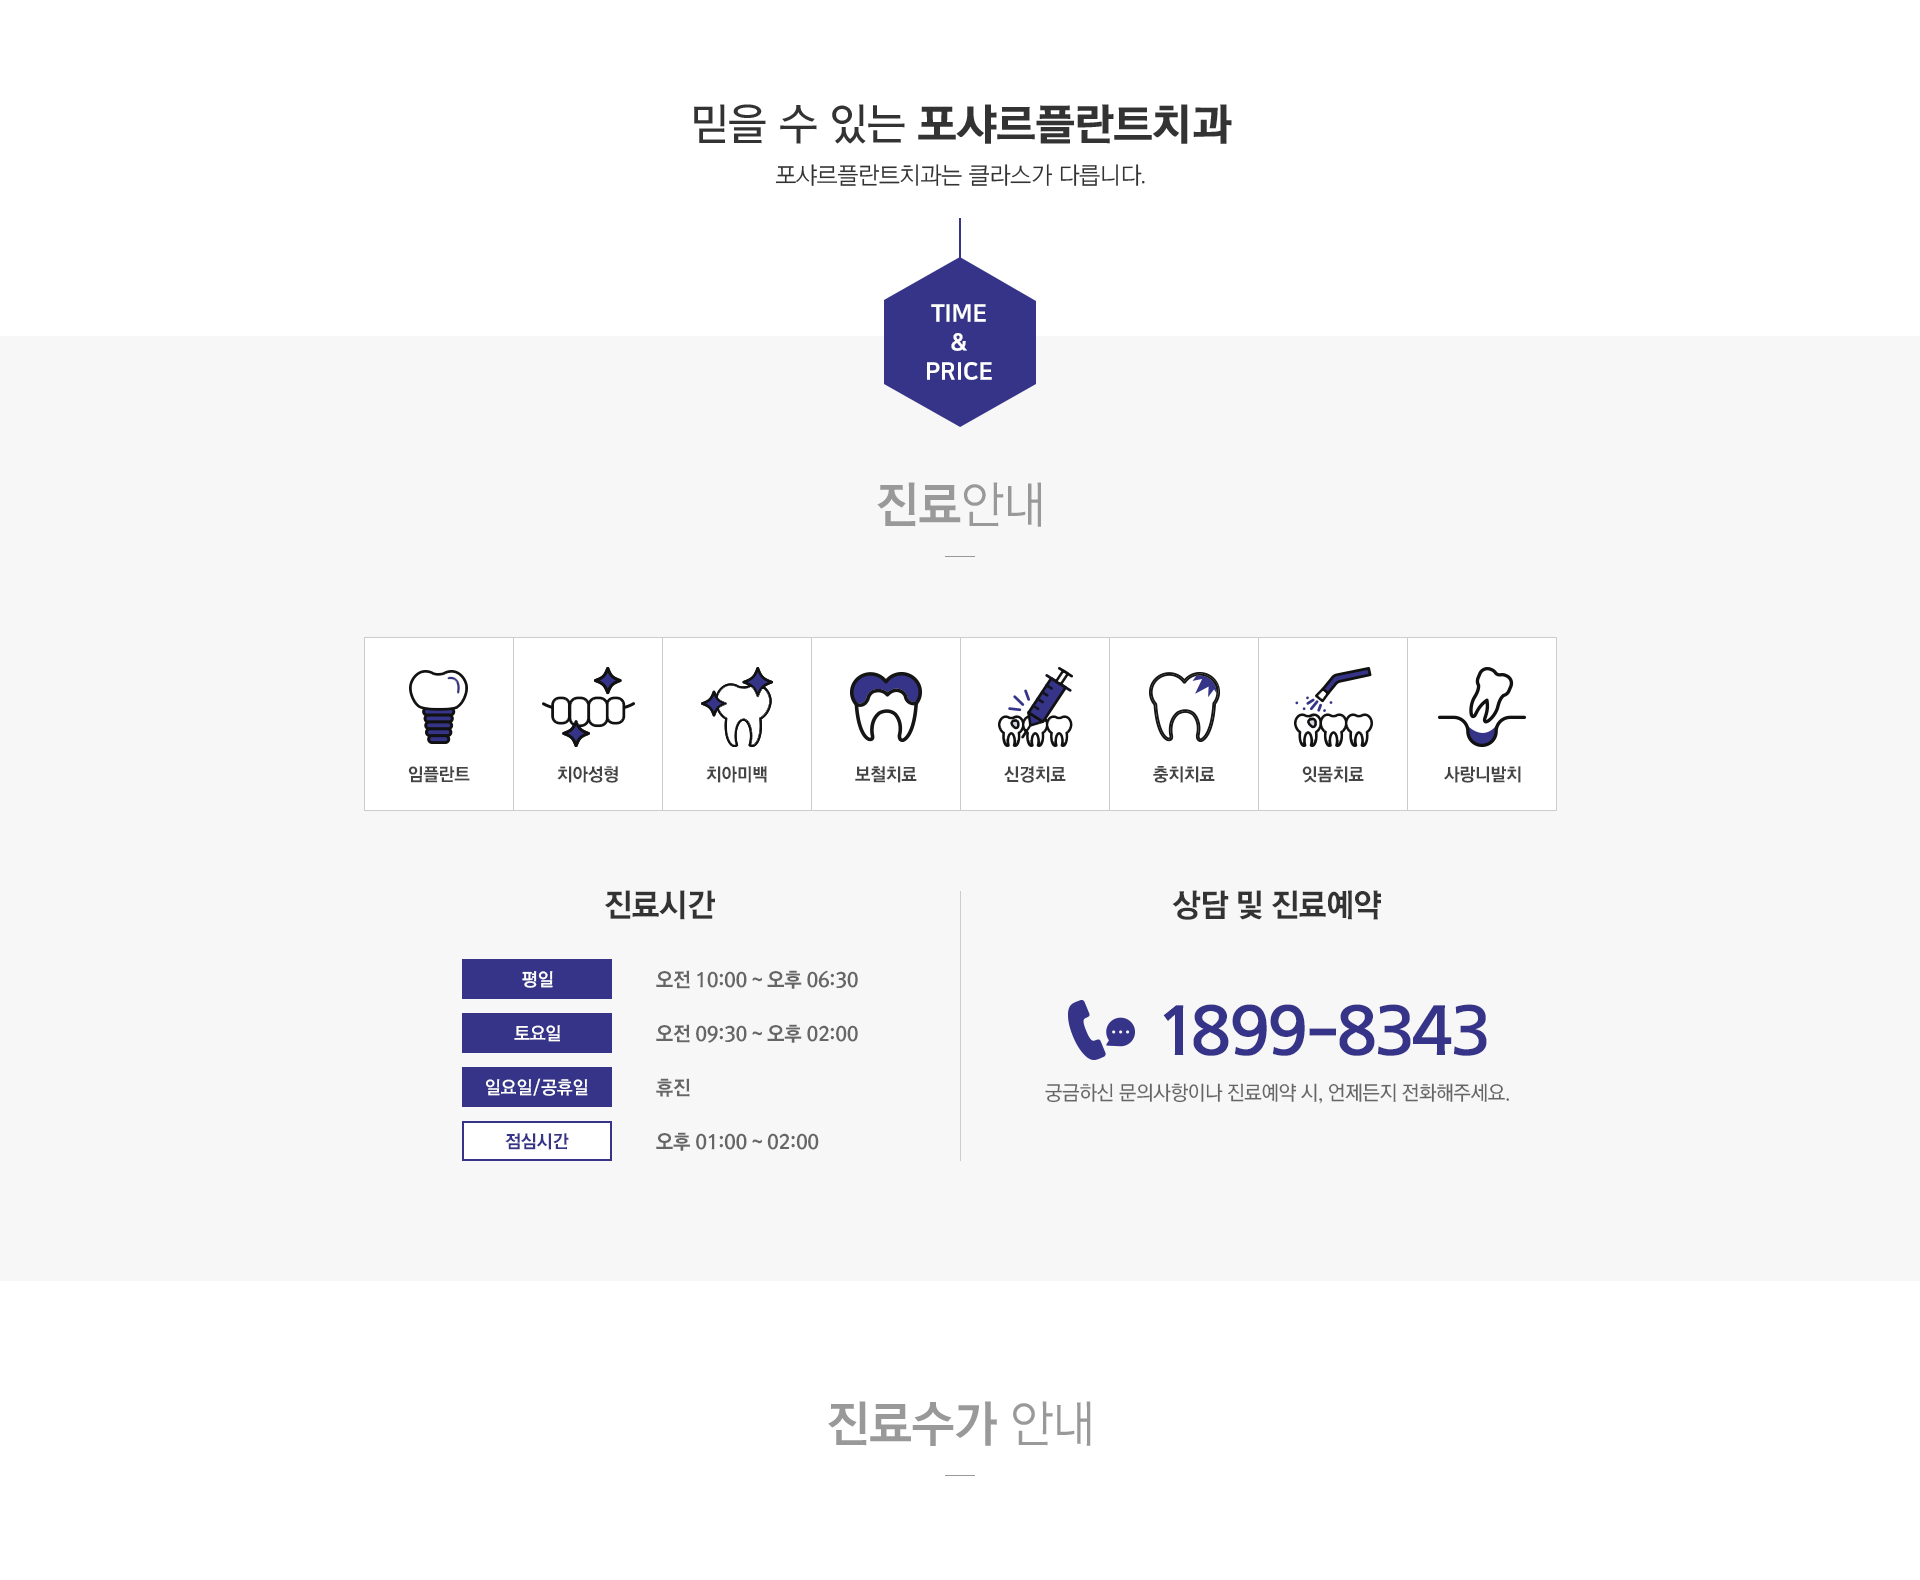 믿을 수 있는 포샤르플란트치과
포샤르플란트치과는 클라스가 다릅니다.
TIME
&
PRICE
진료안내
임플란트
치아성형
치아미백
보철치료
신경치료
충치치료
잇몸치료
사랑니발치
진료시간
평일 오전 10:00 ~ 오후 06:30
토요일 오전 09:30 ~ 오후 02:00
일요일/공휴일 휴진
점심시간 오후 01:00 ~ 02:00
상담 및 진료예약
1899-8343
궁금하신 문의사항이나 진료예약 시, 언제든지 전화해주세요.
진료수가 안내